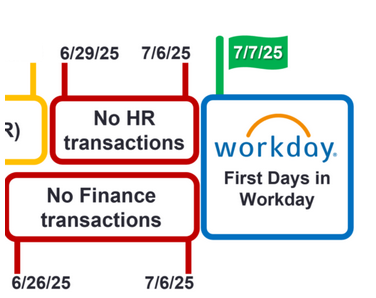 6/29/25 7/6/25 7/7/25
R)
No HR
transactions
workday.
First Days in
Workday
No Finance
transactions
6/26/25 7/6/25